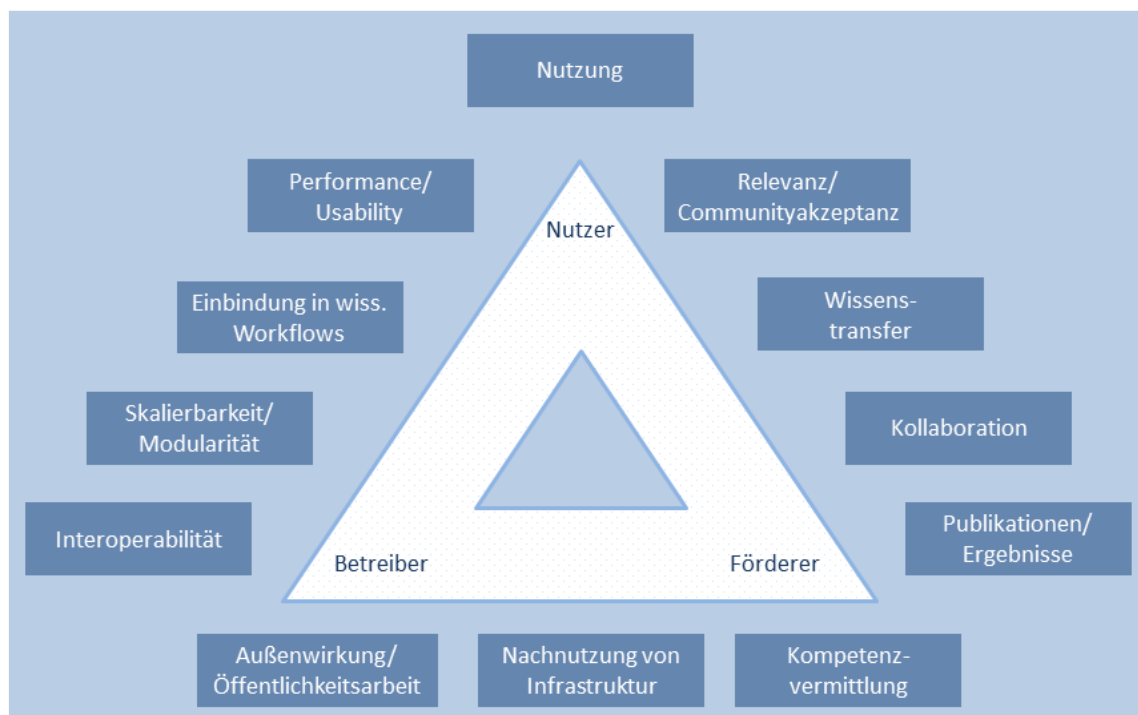 Nutzung
Performance/
Usability
Relevanz/
Communityakzeptanz
Nutzer
Einbindung in wiss.
Workflows
Wissens-
transfer
Skalierbarkeit/
Modularität
Kollaboration
Interoperabilität
Publikationen/
Ergebnisse
Betreiber
Förderer
Außenwirkung/
Öffentlichkeitsarbeit
Nachnutzung von
Infrastruktur
Kompetenz-
vermittlung